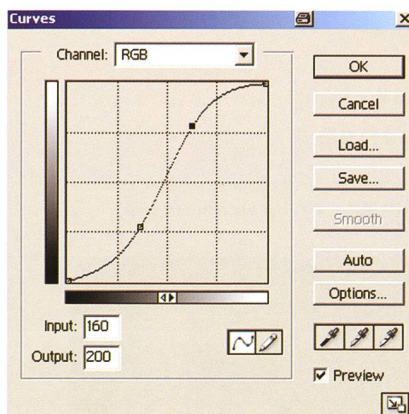 Curves
Channel: RGB
OK
Cancel
Load...
Save...
Smooth
Auto
Options...
Input: 160
Output: 200
Preview